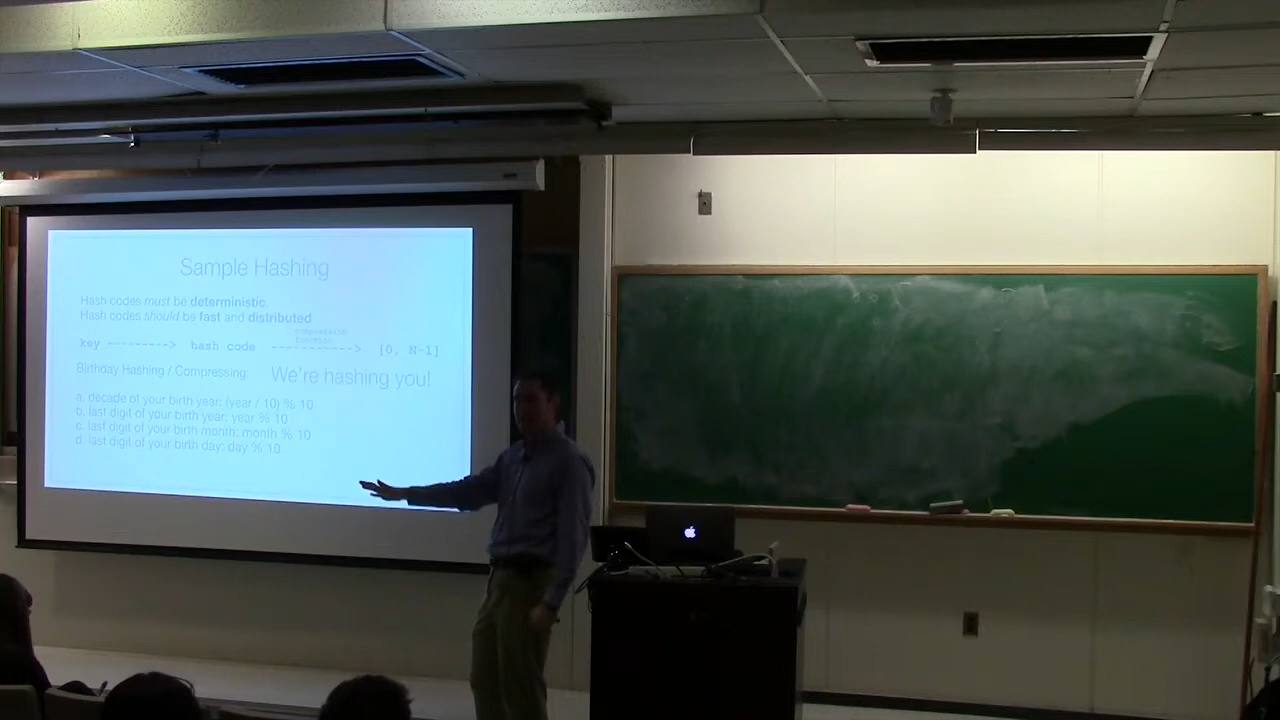 Sample Hashing
Hash codes must be deterministic.
Hash codes should be fast and distributed
compression
function
key ---------> hash code ------------> [0, N-1]
Birthday Hashing / Compressing: We're hashing you!
a. decade of your birth year: (year / 10) % 10
b. last digit of your birth year: year % 10
c. last digit of your birth month: month % 10
d. last digit of your birth day: day % 10